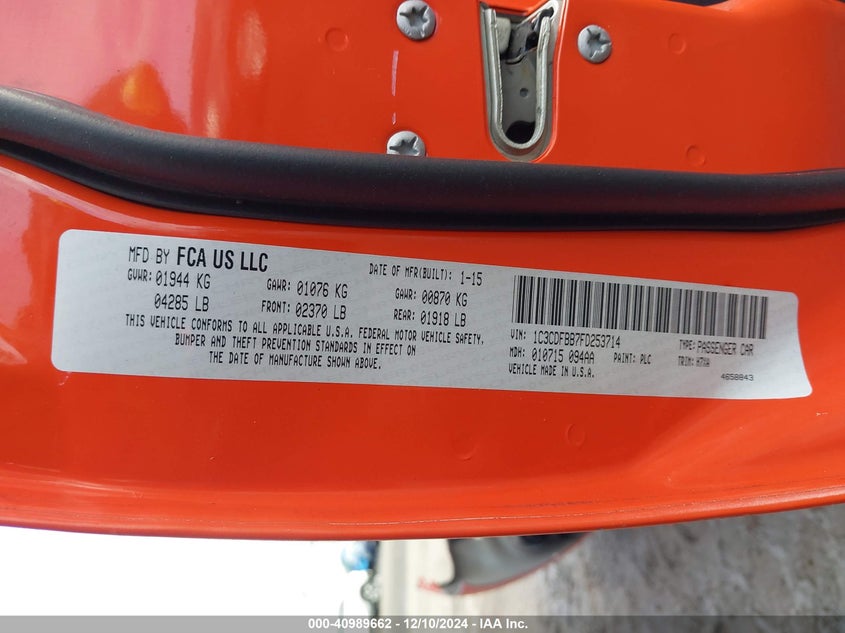 MFD BY FCA US LLC DATE OF MFR(BUILT): 1-15
GVWR: 01944 KG GAWR: 01076 KG GAWR: 00870 KG
04285 LB FRONT: 02370 LB REAR: 01918 LB
THIS VEHICLE CONFORMS TO ALL APPLICABLE U.S.A. FEDERAL MOTOR VEHICLE SAFETY,
BUMPER AND THEFT PREVENTION STANDARDS IN EFFECT ON
THE DATE OF MANUFACTURE SHOWN ABOVE.
VIN: 1C3CDFBB7FD253714 TYPE: PASSENGER CAR
MDH: 010715 094AA PAINT: PLC TRIM: H7XA
VEHICLE MADE IN U.S.A. 4658843
000-40989662 - 12/10/2024 - IAA Inc.